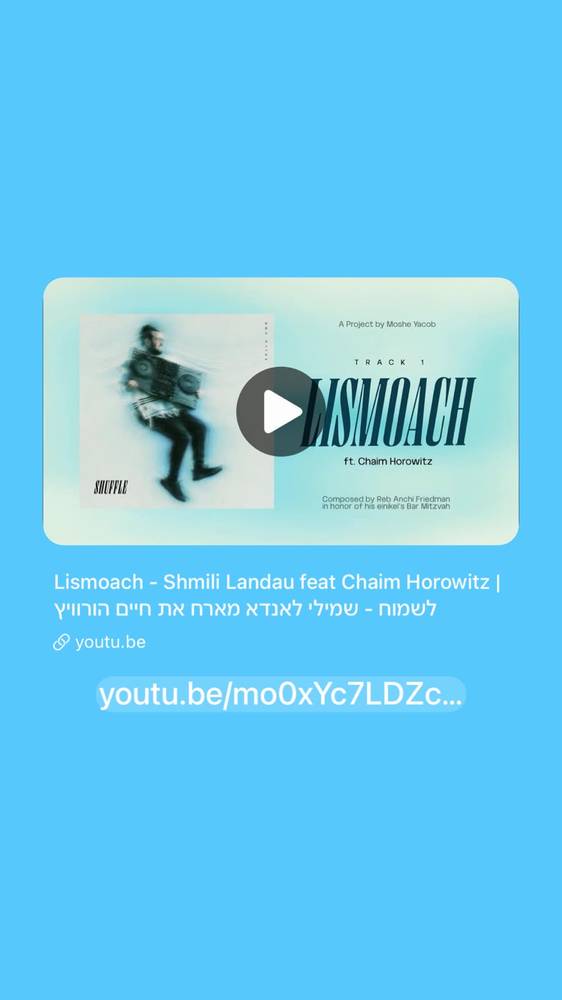 A Project by Moshe Yacob
TRACK 1
LISMOACH
ft. Chaim Horowitz
SHUFFLE
Composed by Reb Anchi Friedman
in honor of his einikel's Bar Mitzvah
Lismoach - Shmili Landau feat Chaim Horowitz |
לשמוח - שמילי לאנדא מארח את חיים הורוויץ
youtu.be
youtu.be/mo0xYc7LDZc...